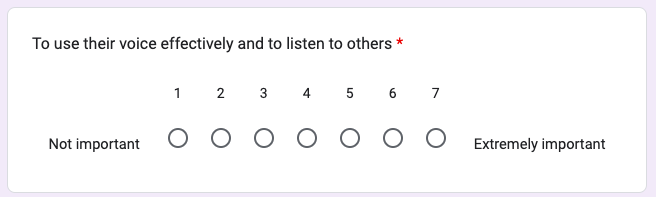 To use their voice effectively and to listen to others *
1 2 3 4 5 6 7
Not important Extremely important